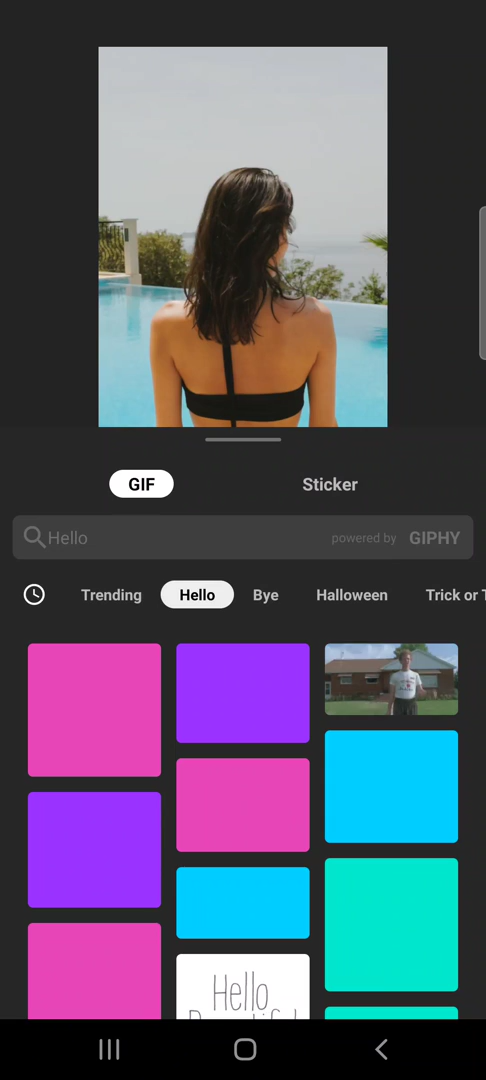 GIF Sticker
Hello powered by GIPHY
Trending Hello Bye Halloween Trick or T
Hello